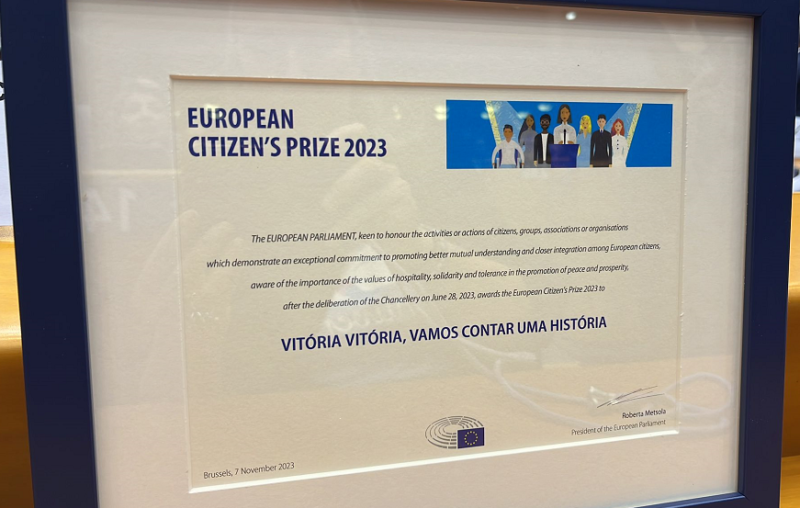 EUROPEAN
CITIZEN'S PRIZE 2023
The EUROPEAN PARLIAMENT, keen to honour the activities or actions of citizens, groups, associations or organisations
which demonstrate an exceptional commitment to promoting better mutual understanding and closer integration among European citizens,
aware of the importance of the values of hospitality, solidarity and tolerance in the promotion of peace and prosperity,
after the deliberation of the Chancellery on June 28, 2023, awards the European Citizen's Prize 2023 to
VITÓRIA VITÓRIA, VAMOS CONTAR UMA HISTÓRIA
Roberta Metsola
President of the European Parliament
Brussels, 7 November 2023